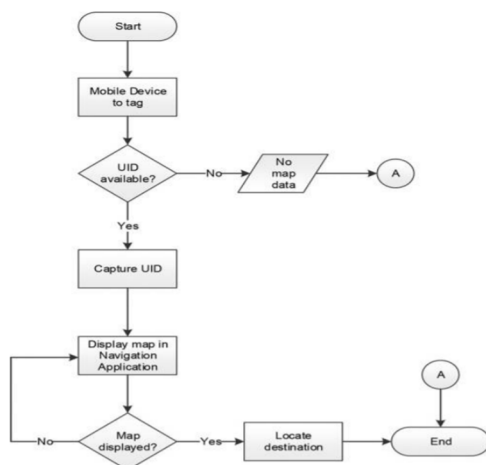 Start
Mobile Device
to tag
UID
available?
No
No
map
data
A
Yes
Capture UID
Display map in
Navigation
Application
A
No
Map
displayed?
Yes
Locate
destination
End